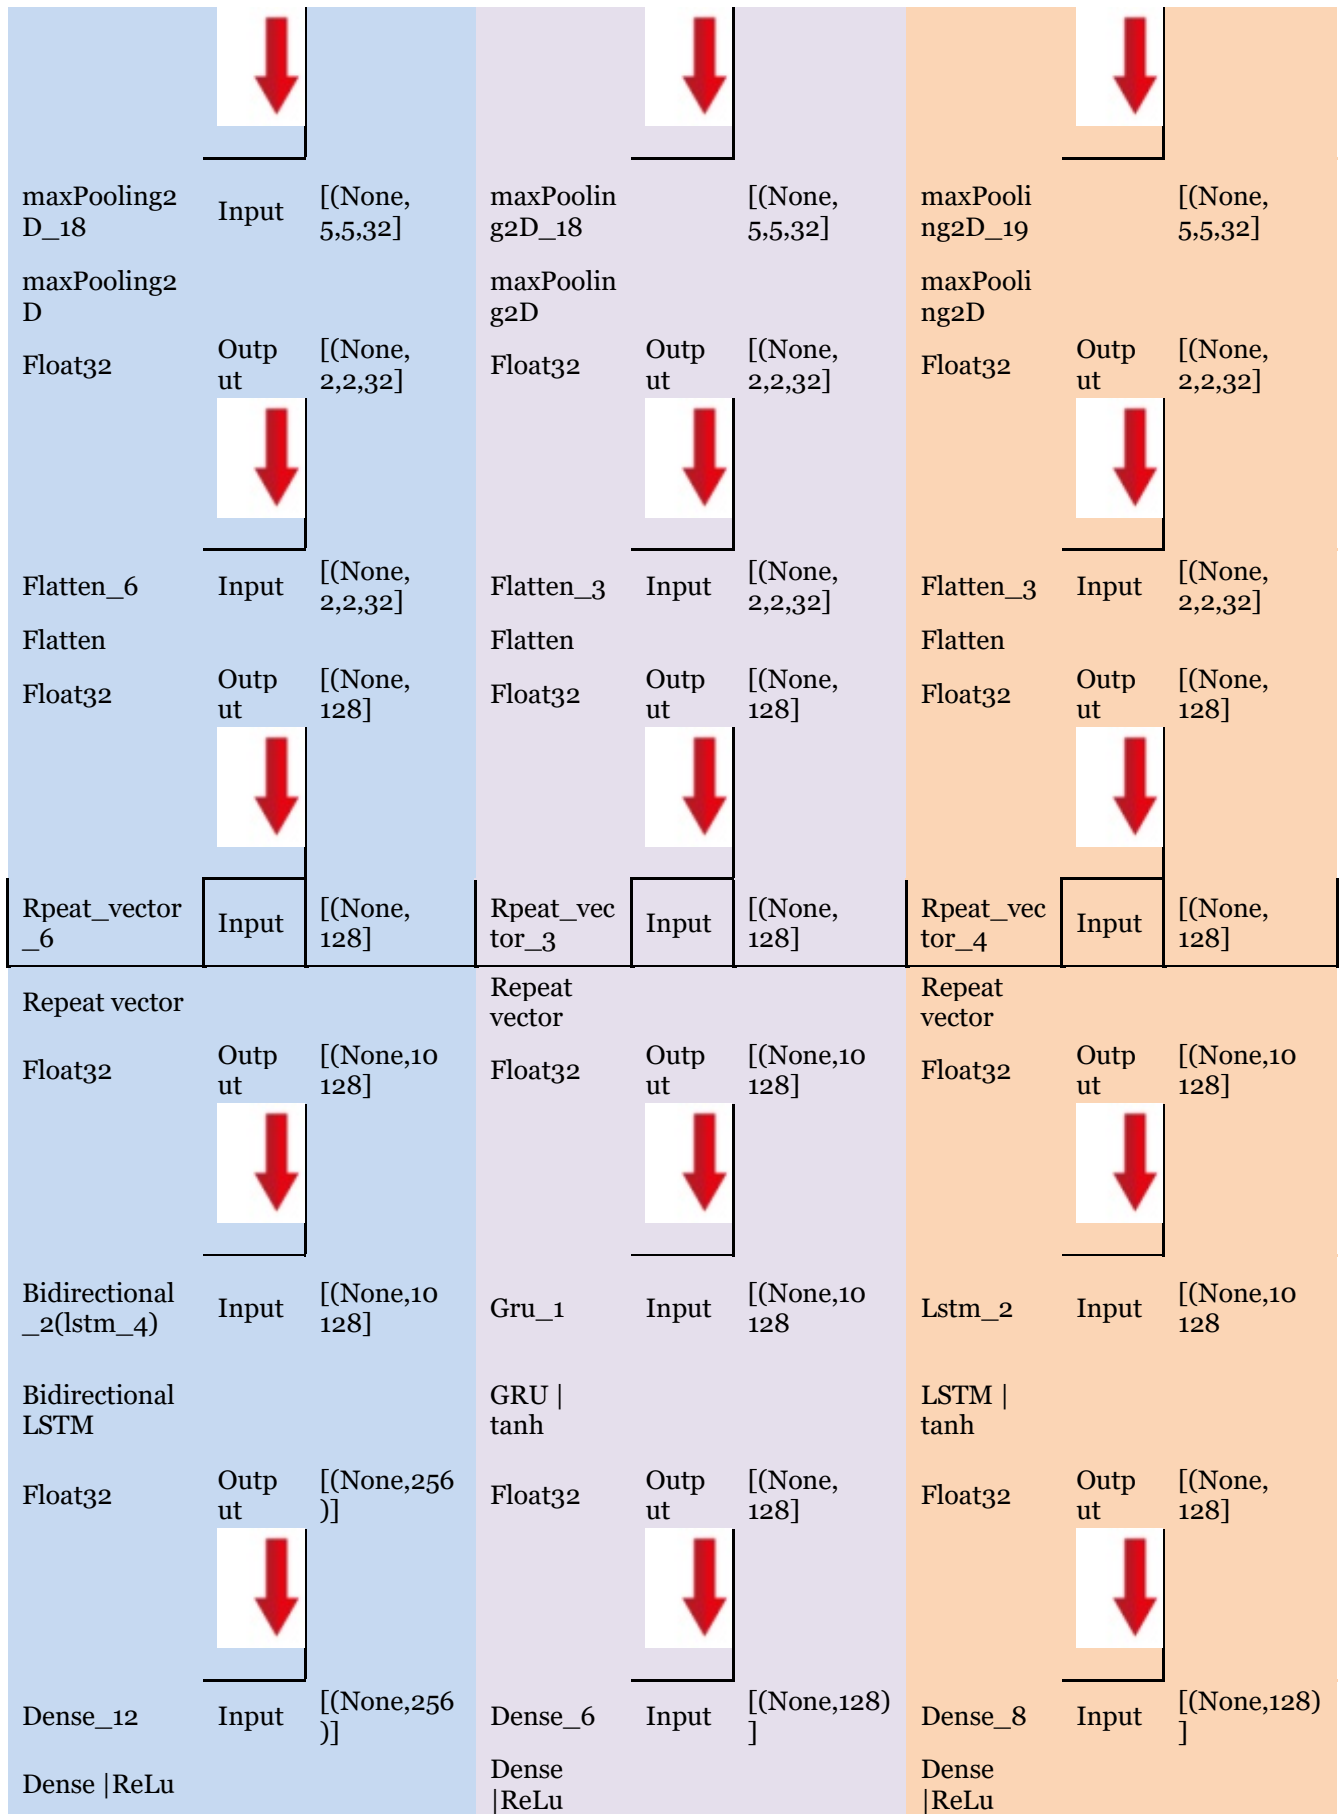 maxPooling2
D_18
Input
[(None,
5,5,32]
maxPoolin
g2D_18
[(None,
5,5,32]
maxPooli
ng2D_19
[(None,
5,5,32]
maxPooling2
D
maxPoolin
g2D
maxPooli
ng2D
Float32
Outp
ut
[(None,
2,2,32]
Float32
Outp
ut
[(None,
2,2,32]
Float32
Outp
ut
[(None,
2,2,32]
Flatten_6
Input
[(None,
2,2,32]
Flatten_3
Input
[(None,
2,2,32]
Flatten_3
Input
[(None,
2,2,32]
Flatten
Flatten
Flatten
Float32
Outp
ut
[(None,
128]
Float32
Outp
ut
[(None,
128]
Float32
Outp
ut
[(None,
128]
Rpeat_vector
_6
Input
[(None,
128]
Rpeat_vec
tor_3
Input
[(None,
128]
Rpeat_vec
tor_4
Input
[(None,
128]
Repeat vector
Repeat
vector
Repeat
vector
Float32
Outp
ut
[(None,10
128]
Float32
Outp
ut
[(None,10
128]
Float32
Outp
ut
[(None,10
128]
Bidirectional
_2(lstm_4)
Input
[(None,10
128]
Gru_1
Input
[(None,10
128
Lstm_2
Input
[(None,10
128
Bidirectional
LSTM
GRU |
tanh
LSTM |
tanh
Float32
Outp
ut
[(None,256
)]
Float32
Outp
ut
[(None,
128]
Float32
Outp
ut
[(None,
128]
Dense_12
Input
[(None,256
)]
Dense_6
Input
[(None,128)
]
Dense_8
Input
[(None,128)
]
Dense |ReLu
Dense
|ReLu
Dense
|ReLu